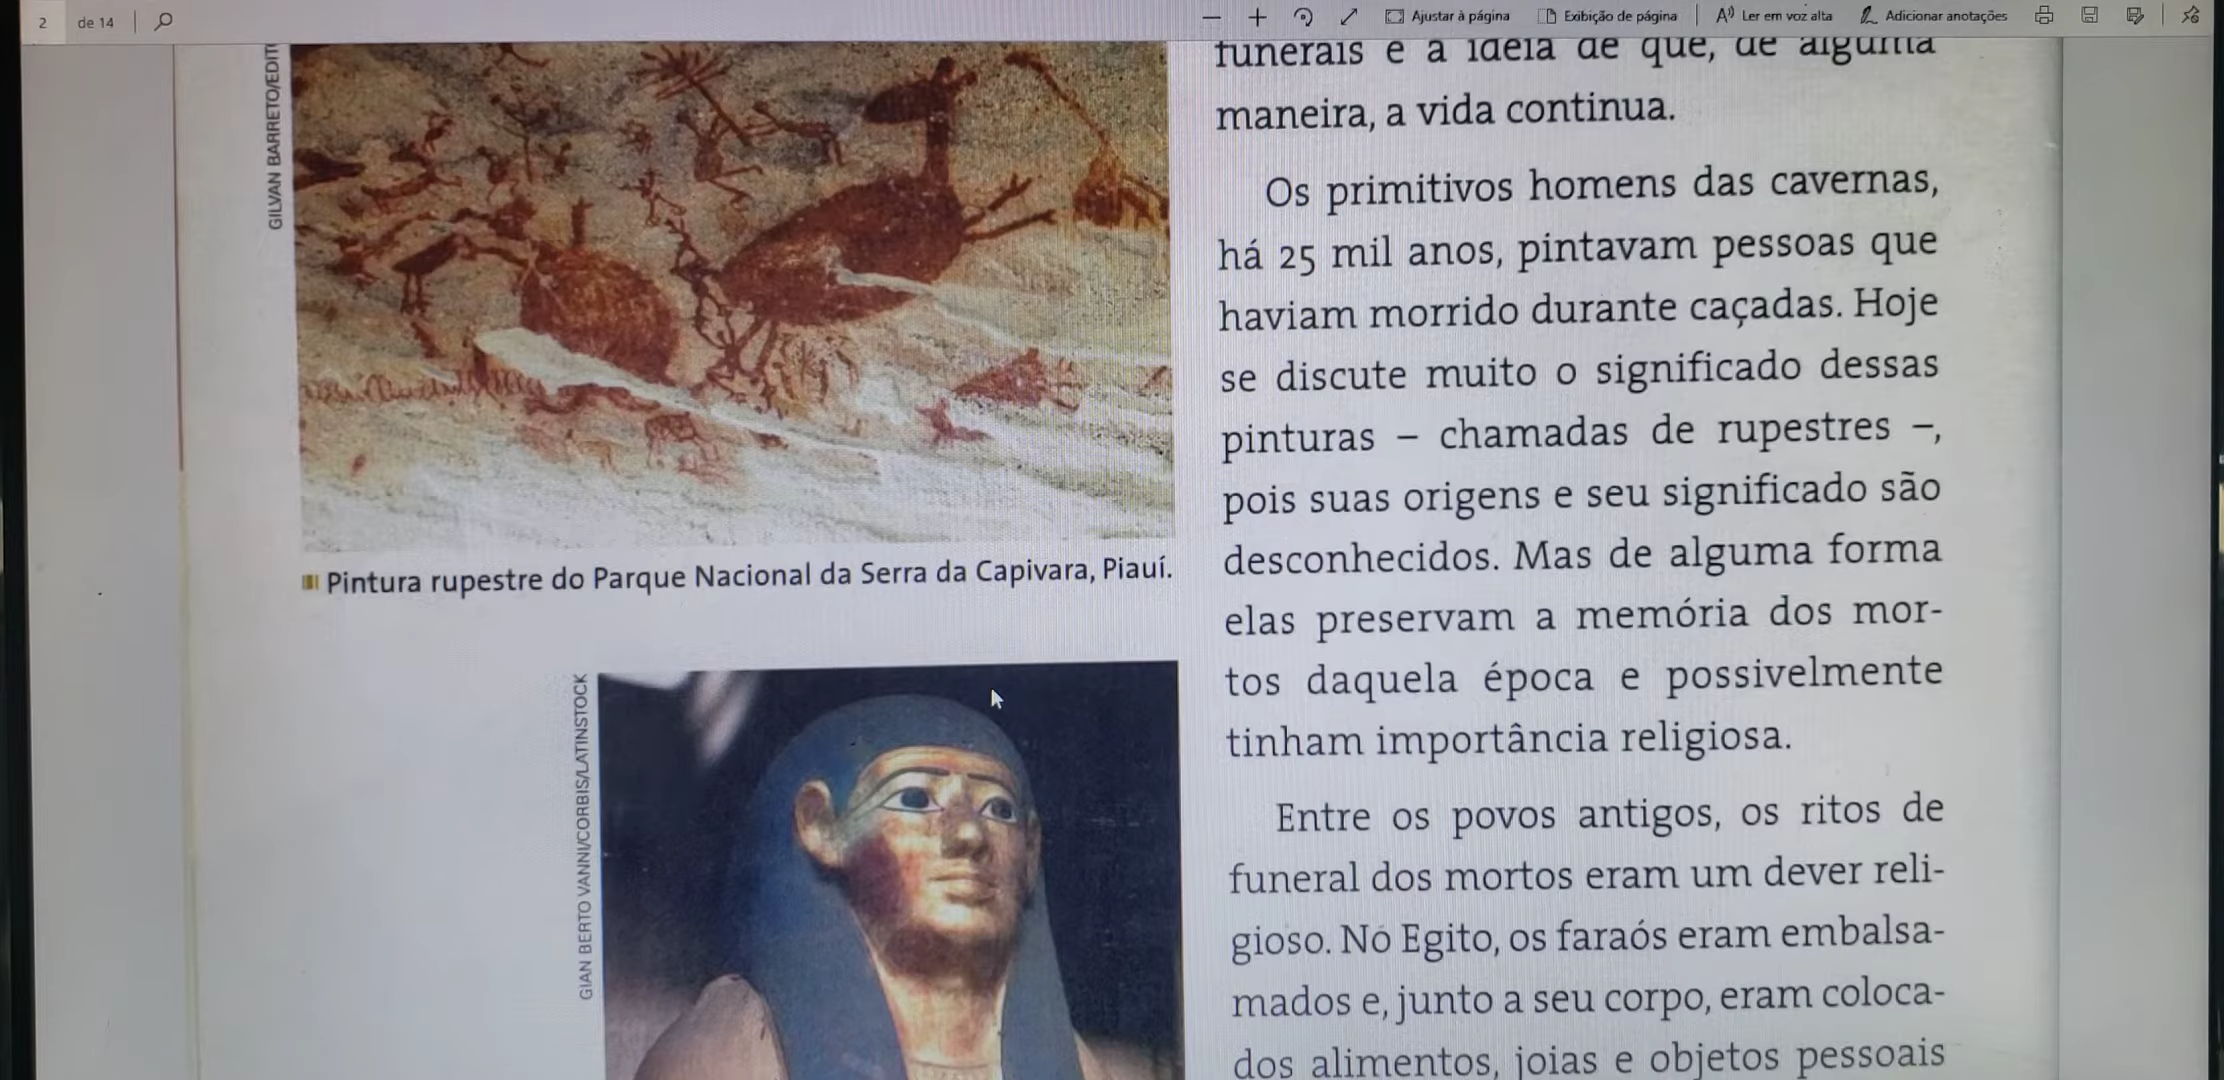 2 de 14 Ajustar à página Exibição de página Ler em voz alta Adicionar anotações
GILVAN BARRETO/EDIT
Pintura rupestre do Parque Nacional da Serra da Capivara, Piauí.
GIAN BERTO VANNI/CORBIS/LATINSTOCK
funerais e a ideia de que, de alguma
maneira, a vida continua.
Os primitivos homens das cavernas,
há 25 mil anos, pintavam pessoas que
haviam morrido durante caçadas. Hoje
se discute muito o significado dessas
pinturas – chamadas de rupestres –,
pois suas origens e seu significado são
desconhecidos. Mas de alguma forma
elas preservam a memória dos mor-
tos daquela época e possivelmente
tinham importância religiosa.
Entre os povos antigos, os ritos de
funeral dos mortos eram um dever reli-
gioso. No Egito, os faraós eram embalsa-
mados e, junto a seu corpo, eram coloca-
dos alimentos, joias e objetos pessoais